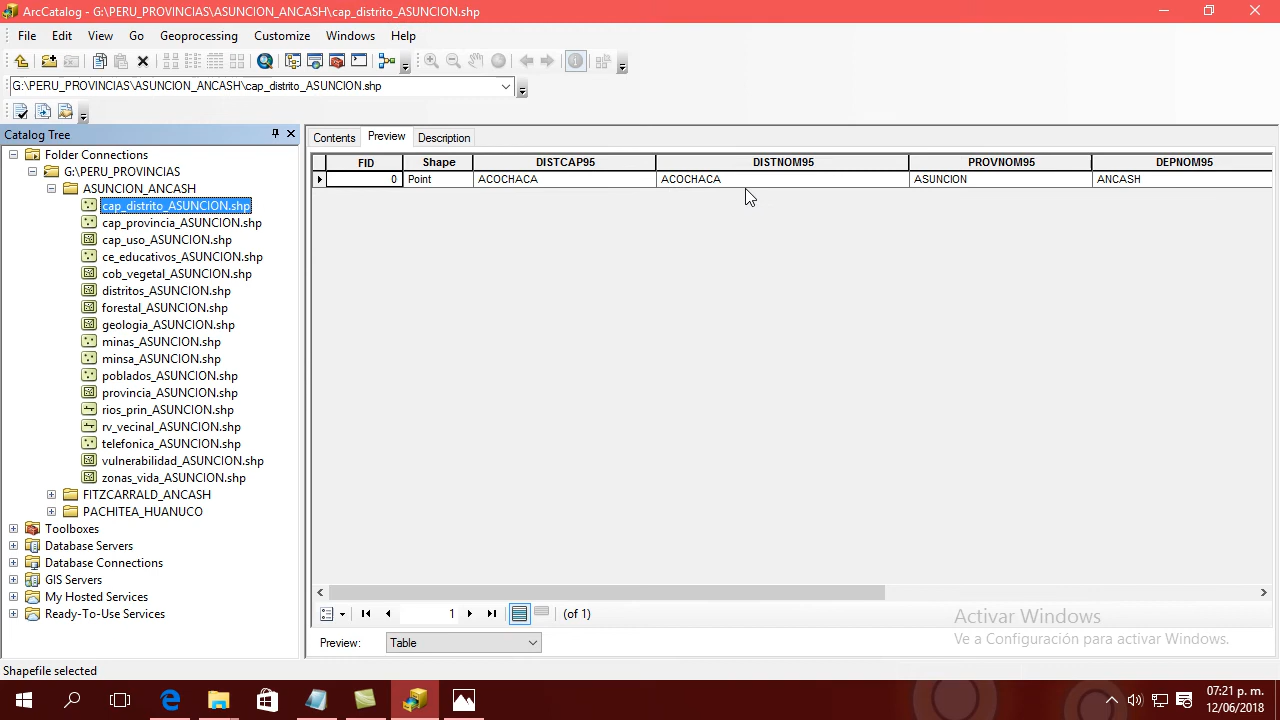 ArcCatalog - G:\PERU_PROVINCIAS\ASUNCION_ANCASH\cap_distrito_ASUNCION.shp
File Edit View Go Geoprocessing Customize Windows Help
G:\PERU_PROVINCIAS\ASUNCION_ANCASH\cap_distrito_ASUNCION.shp
Catalog Tree
Folder Connections
G:\PERU_PROVINCIAS
ASUNCION_ANCASH
cap_distrito_ASUNCION.shp
cap_provincia_ASUNCION.shp
cap_uso_ASUNCION.shp
ce_educativos_ASUNCION.shp
cob_vegetal_ASUNCION.shp
distritos_ASUNCION.shp
forestal_ASUNCION.shp
geologia_ASUNCION.shp
minas_ASUNCION.shp
minsa_ASUNCION.shp
poblados_ASUNCION.shp
provincia_ASUNCION.shp
rios_prin_ASUNCION.shp
rv_vecinal_ASUNCION.shp
telefonica_ASUNCION.shp
vulnerabilidad_ASUNCION.shp
zonas_vida_ASUNCION.shp
FITZCARRALD_ANCASH
PACHITEA_HUANUCO
Toolboxes
Database Servers
Database Connections
GIS Servers
My Hosted Services
Ready-To-Use Services
Contents Preview Description
FID Shape DISTCAP95 DISTNOM95 PROVNOM95 DEPNOM95
0 Point ACOCHACA ACOCHACA ASUNCION ANCASH
1 (of 1)
Preview: Table
Activar Windows
Ve a Configuración para activar Windows.
Shapefile selected
07:21 p. m.
12/06/2018